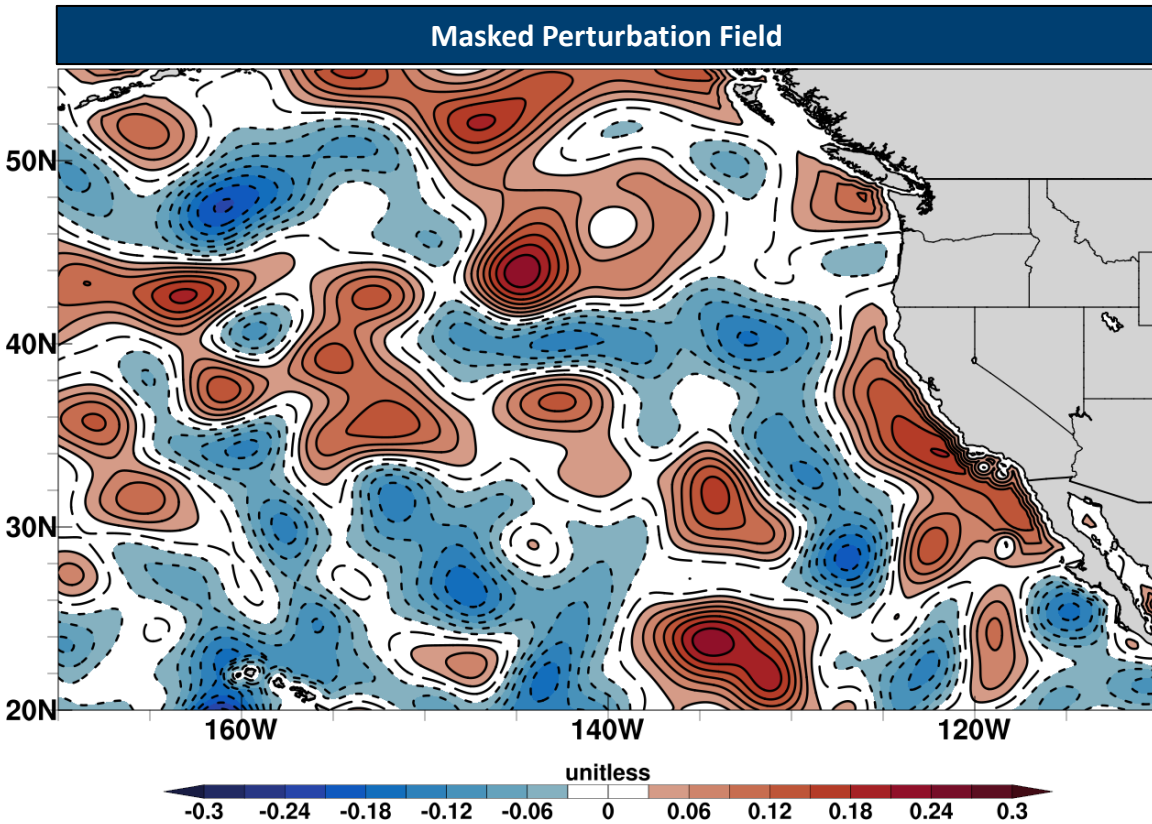 Masked Perturbation Field
50N
40N
30N
20N
160W 140W 120W
unitless
-0.3 -0.24 -0.18 -0.12 -0.06 0 0.06 0.12 0.18 0.24 0.3